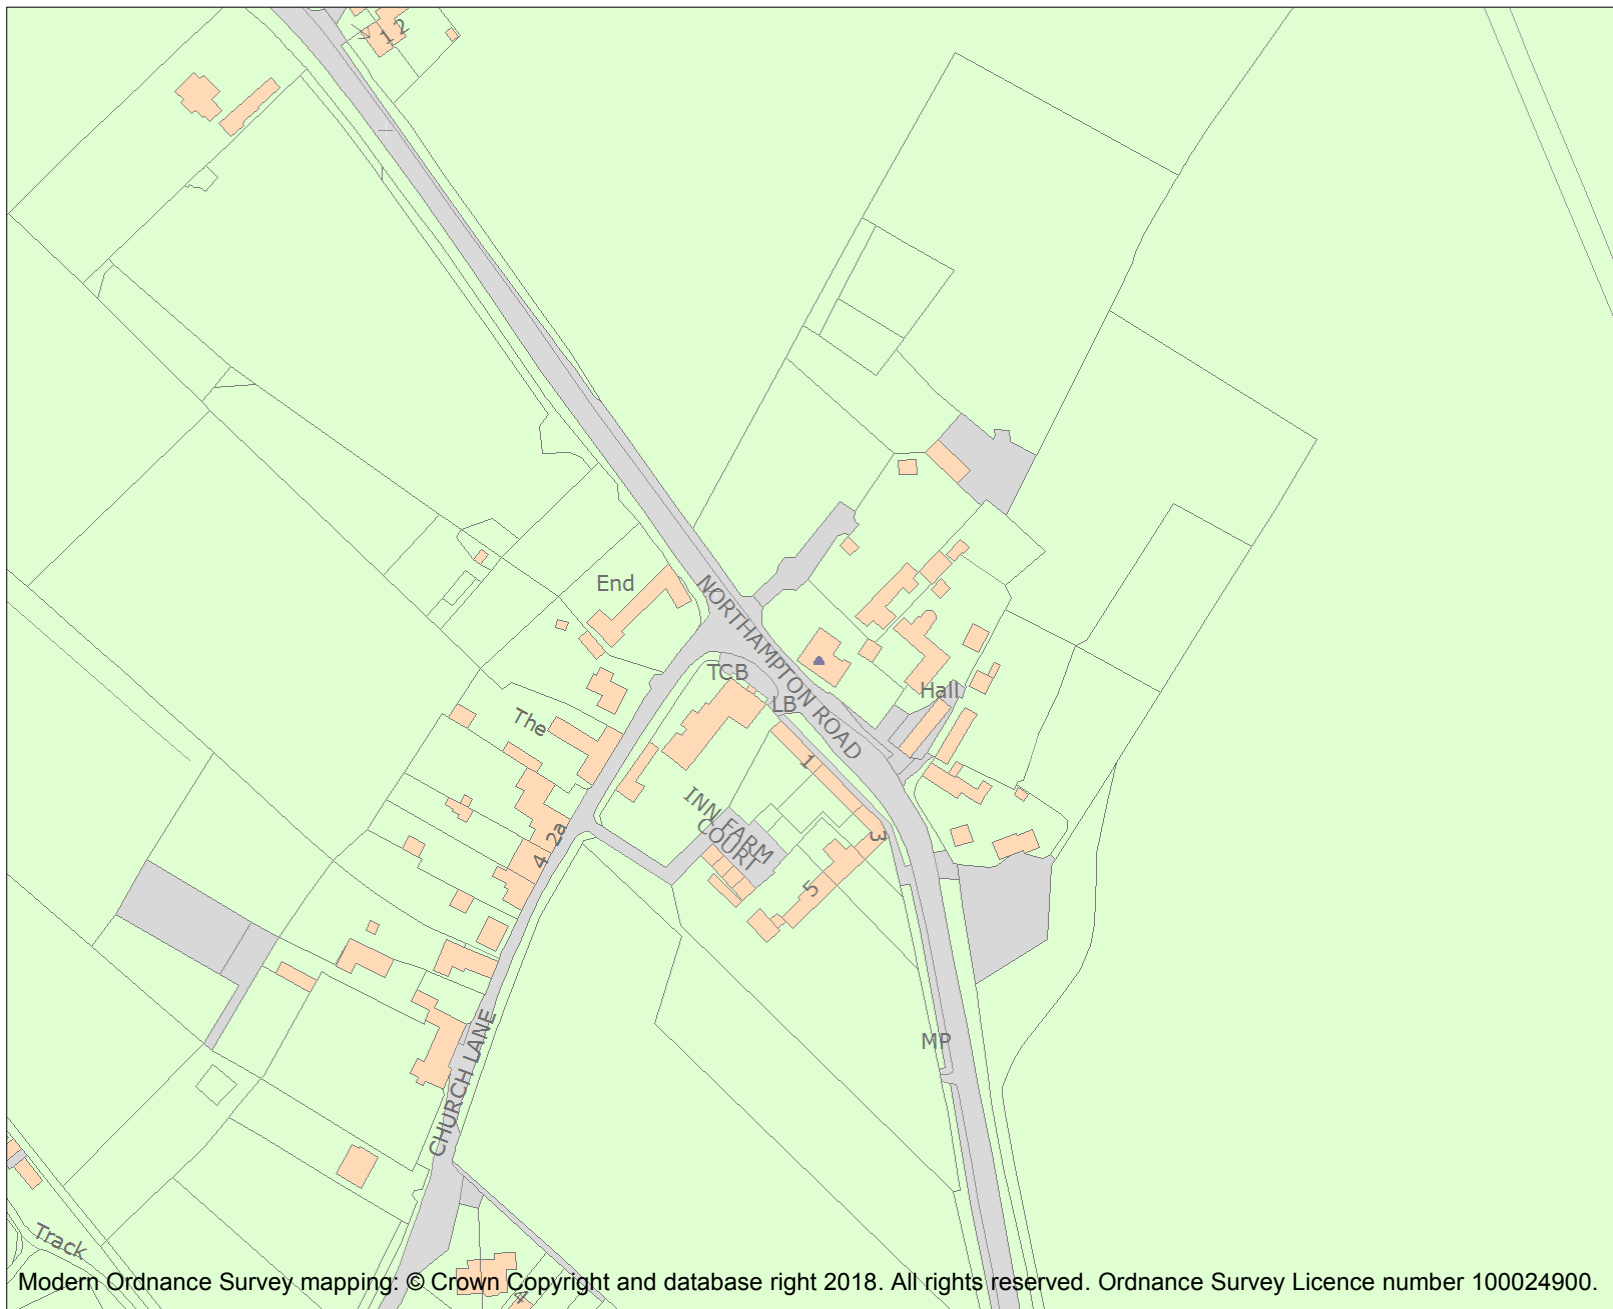 1 2
End
NORTHAMPTON ROAD
TCB
LB
Hall
The
1
INN FARM
COURT
3
2a
4
5
MP
CHURCH LANE
Track
4
Modern Ordnance Survey mapping: © Crown Copyright and database right 2018. All rights reserved. Ordnance Survey Licence number 100024900.